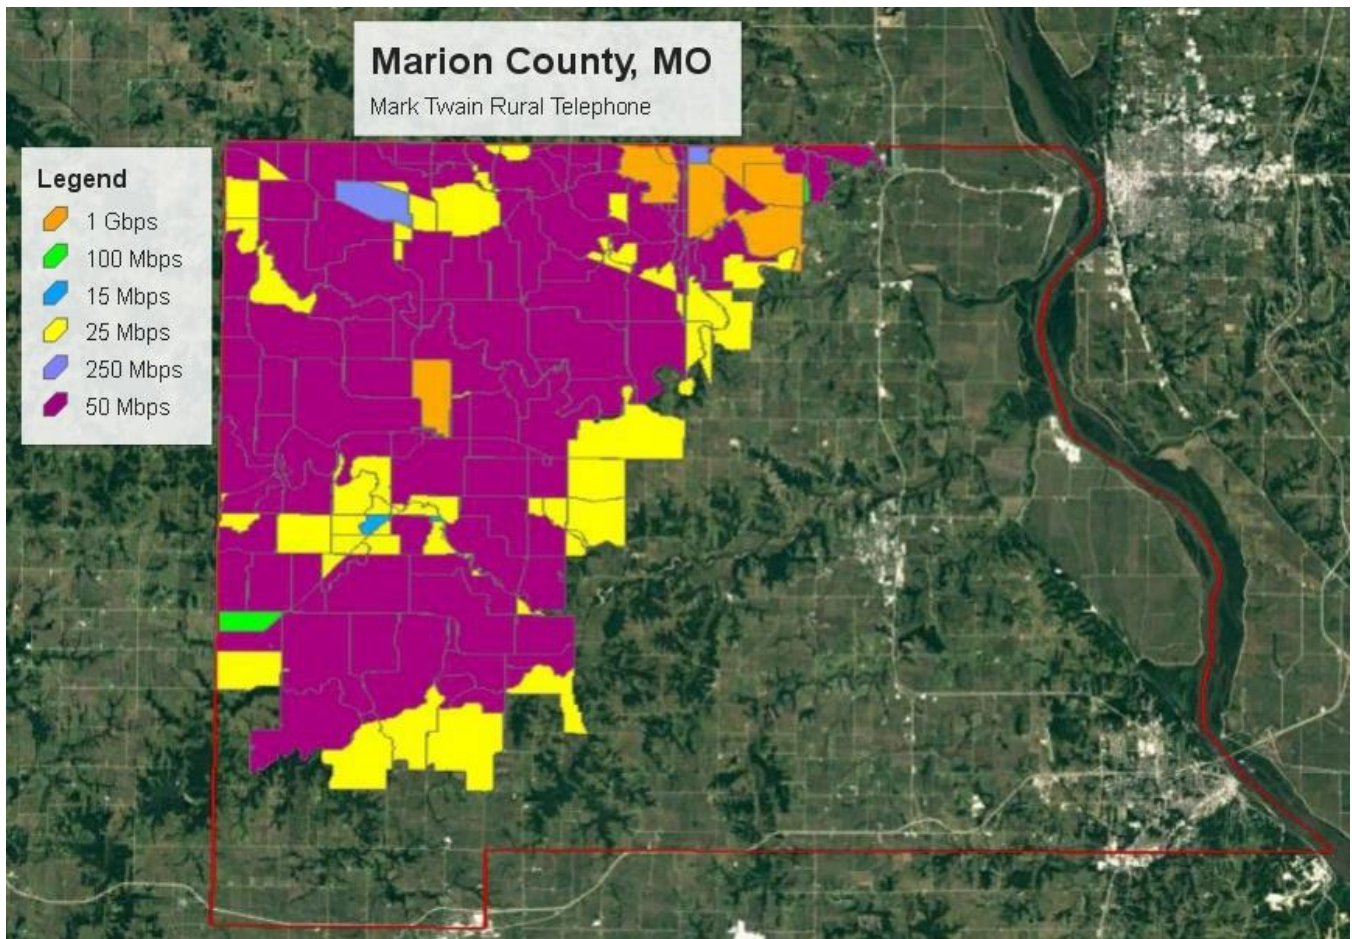 Marion County, MO
Mark Twain Rural Telephone
Legend
1 Gbps
100 Mbps
15 Mbps
25 Mbps
250 Mbps
50 Mbps